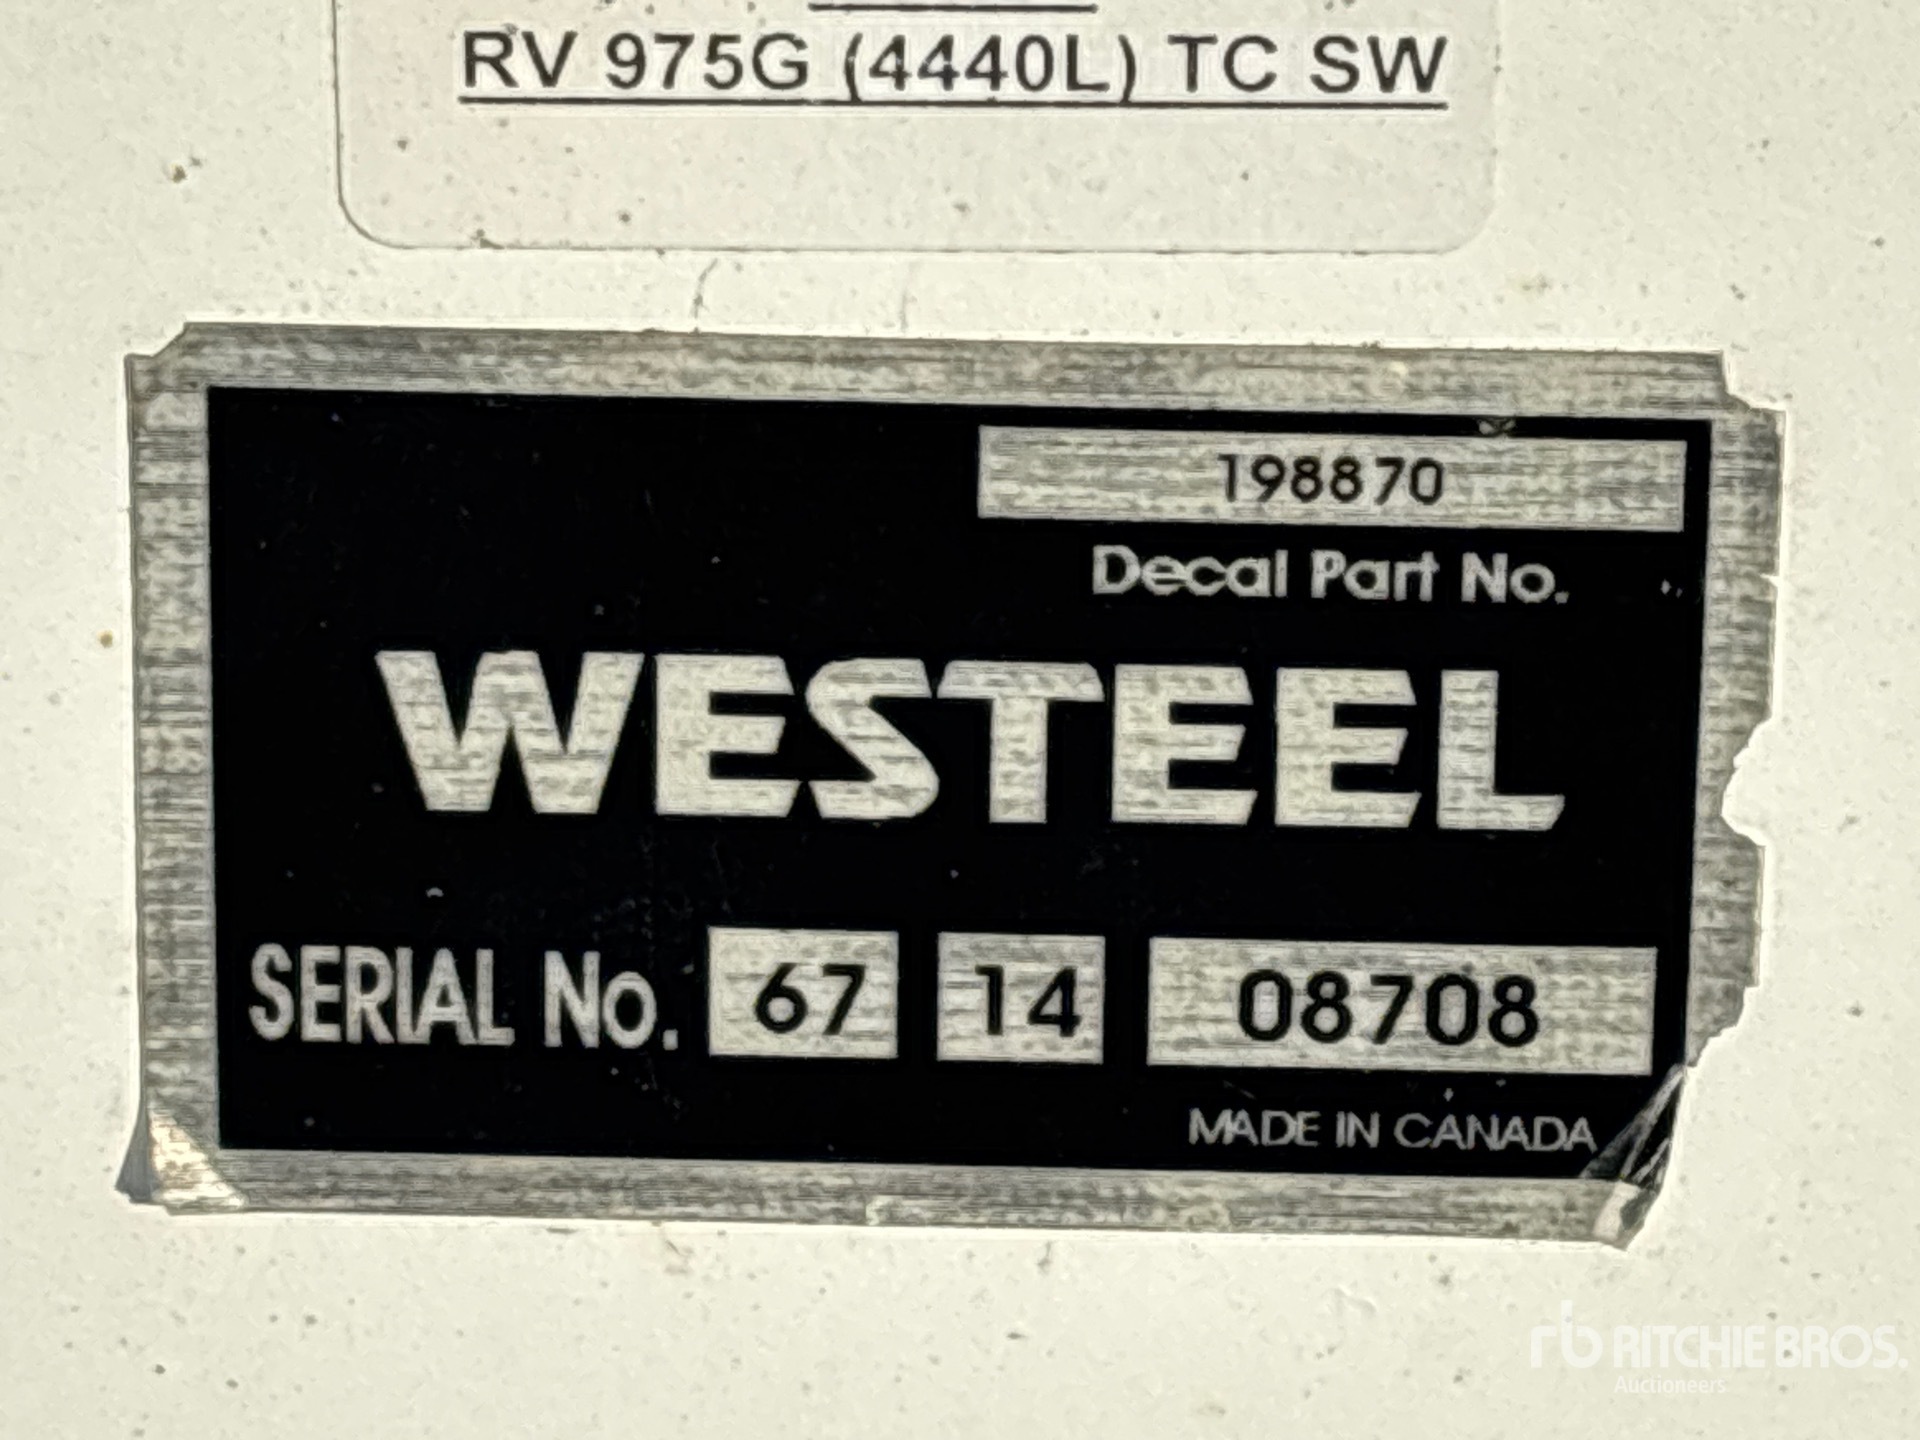 RV 975G (4440L) TC SW
198870
Decal Part No.
WESTEEL
SERIAL No. 67 14 08708
MADE IN CANADA
rb RITCHIE BROS.
Auctioneers